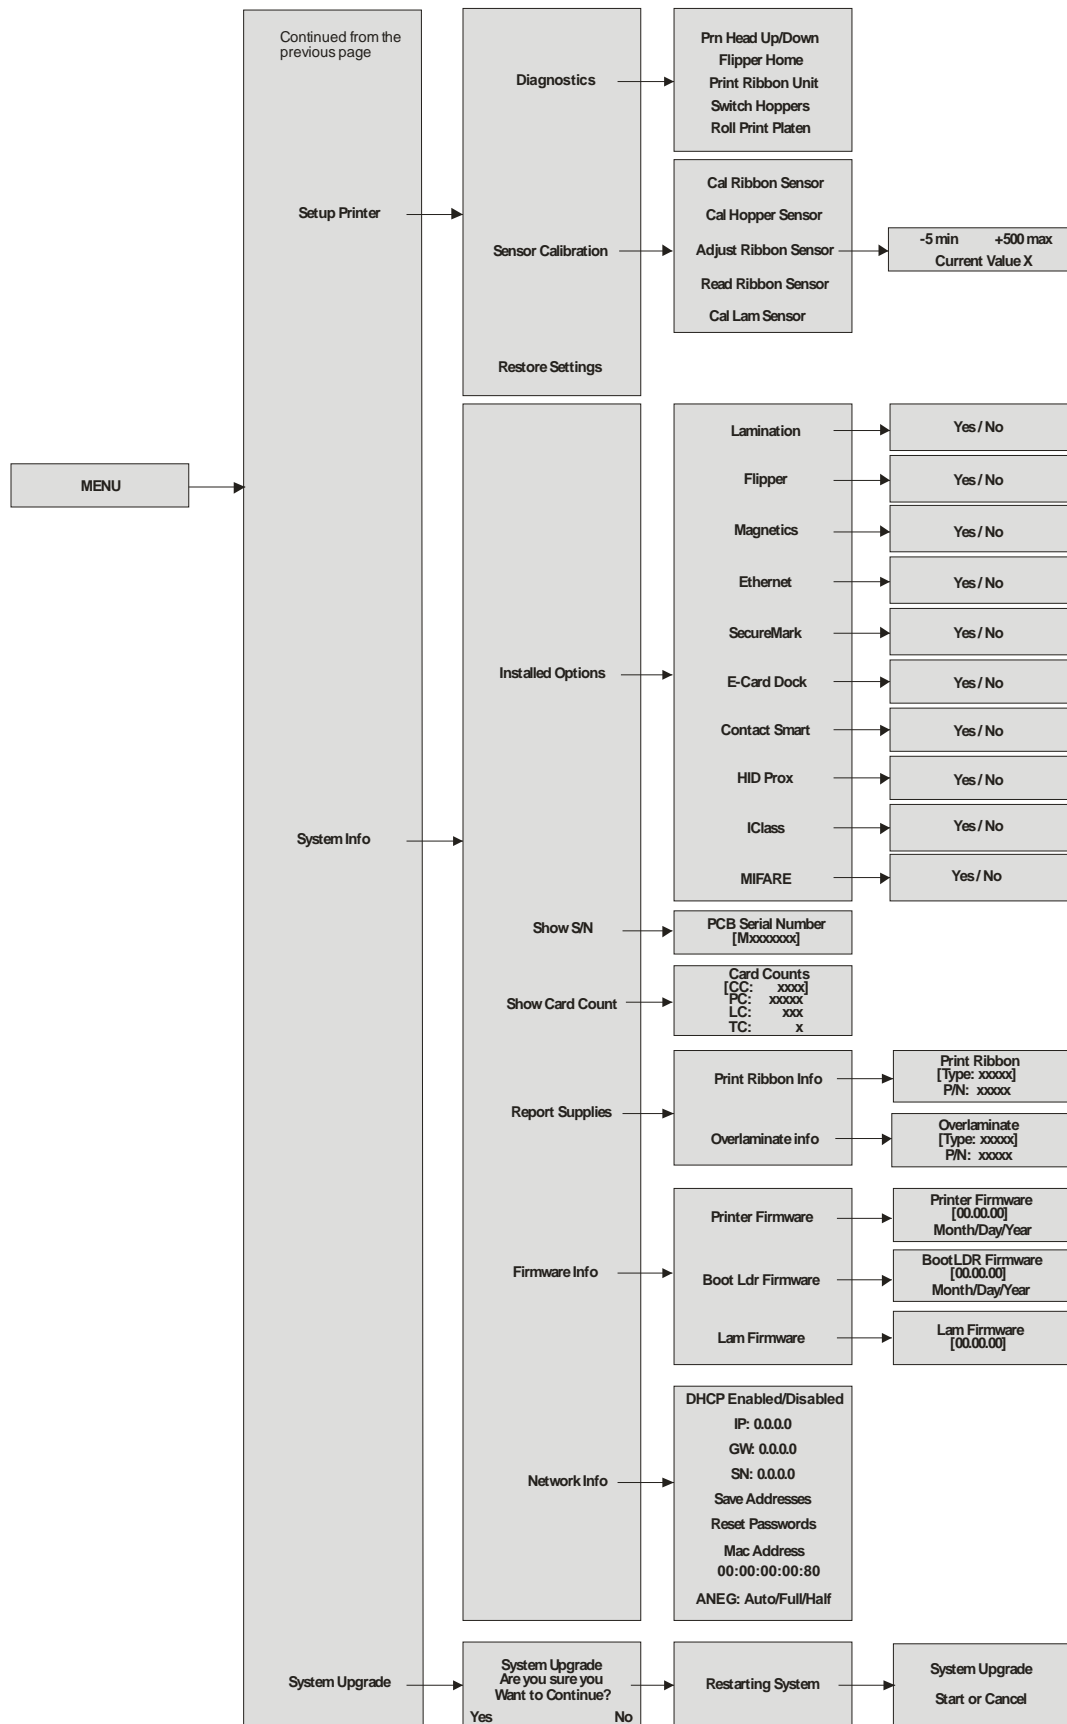 Continued from the
previous page
MENU
Setup Printer
Diagnostics
Prn Head Up/Down
Flipper Home
Print Ribbon Unit
Switch Hoppers
Roll Print Platen
Sensor Calibration
Cal Ribbon Sensor
Cal Hopper Sensor
Adjust Ribbon Sensor
-5 min +500 max
Current Value X
Read Ribbon Sensor
Cal Lam Sensor
Restore Settings
System Info
Installed Options
Lamination
Yes / No
Flipper
Yes / No
Magnetics
Yes / No
Ethernet
Yes / No
SecureMark
Yes / No
E-Card Dock
Yes / No
Contact Smart
Yes / No
HID Prox
Yes / No
IClass
Yes / No
MIFARE
Yes / No
Show S/N
PCB Serial Number
[Mxxxxxxx]
Show Card Count
Card Counts
[CC: xxxx]
PC: xxxxx
LC: xxx
TC: x
Report Supplies
Print Ribbon Info
Print Ribbon
[Type: xxxxx]
P/N: xxxxx
Overlaminate info
Overlaminate
[Type: xxxxx]
P/N: xxxxx
Firmware Info
Printer Firmware
Printer Firmware
[00.00.00]
Month/Day/Year
Boot Ldr Firmware
BootLDR Firmware
[00.00.00]
Month/Day/Year
Lam Firmware
Lam Firmware
[00.00.00]
Network Info
DHCP Enabled/Disabled
IP: 0.0.0.0
GW: 0.0.0.0
SN: 0.0.0.0
Save Addresses
Reset Passwords
Mac Address
00:00:00:00:80
ANEG: Auto/Full/Half
System Upgrade
System Upgrade
Are you sure you
Want to Continue?
Yes No
Restarting System
System Upgrade
Start or Cancel